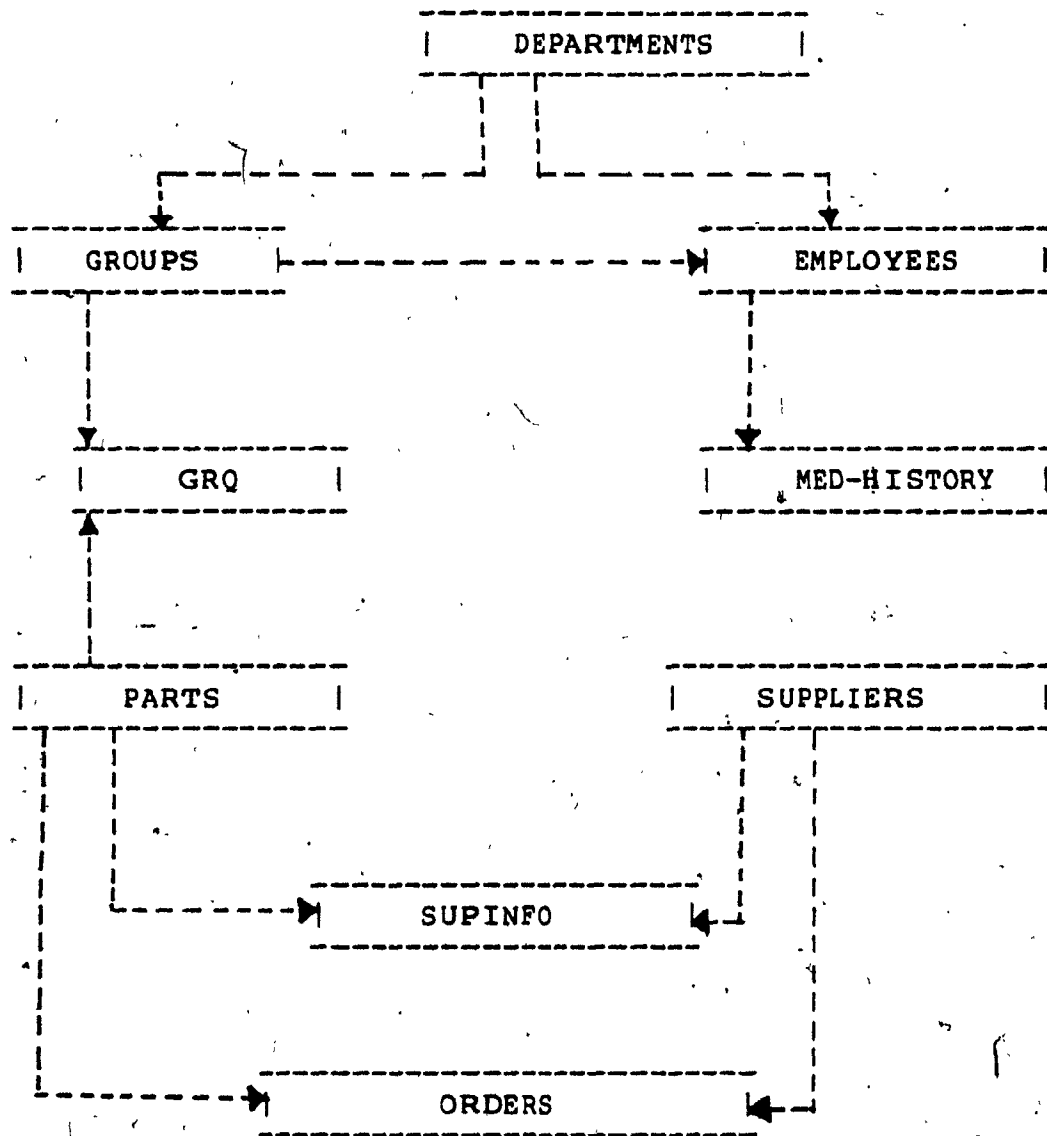 DEPARTMENTS
GROUPS
EMPLOYEES
GRQ
MED-HISTORY
PARTS
SUPPLIERS
SUPINFO
ORDERS